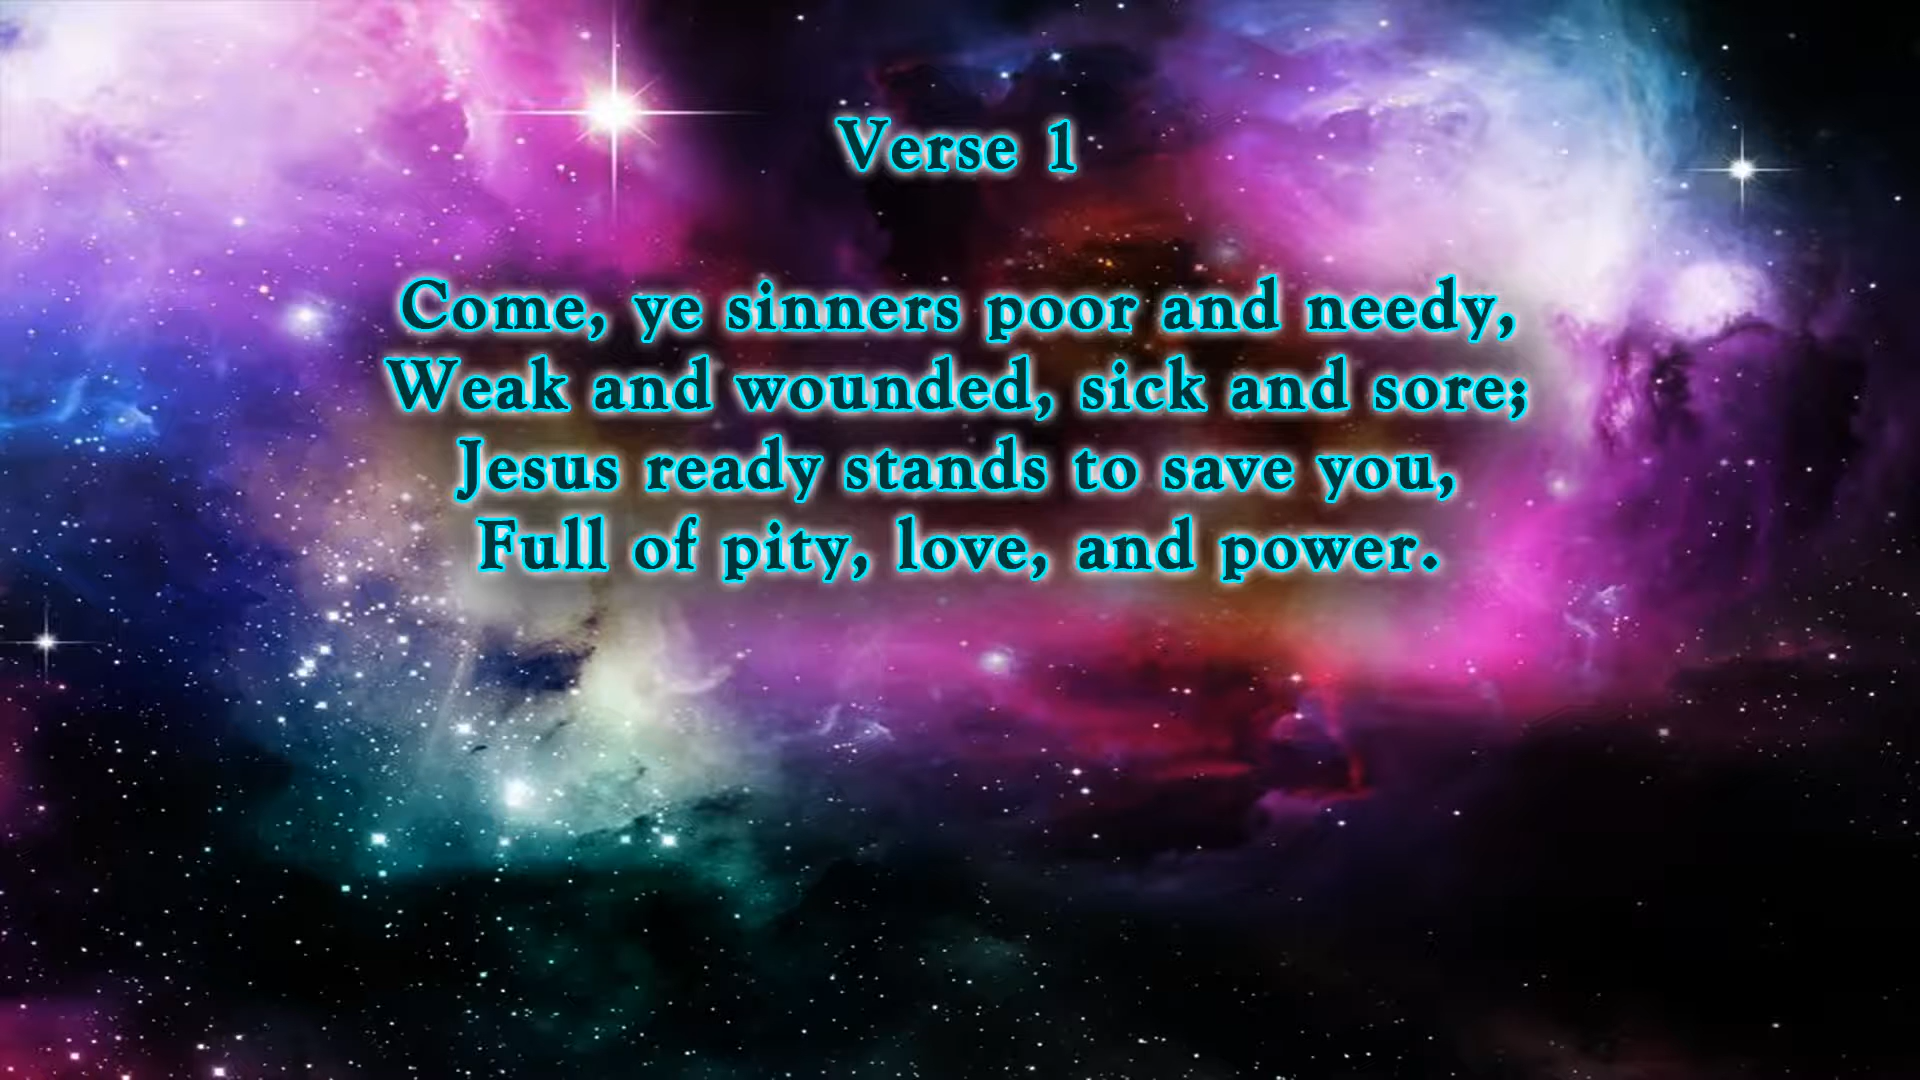 Verse 1
Come, ye sinners poor and needy,
Weak and wounded, sick and sore;
Jesus ready stands to save you,
Full of pity, love, and power.